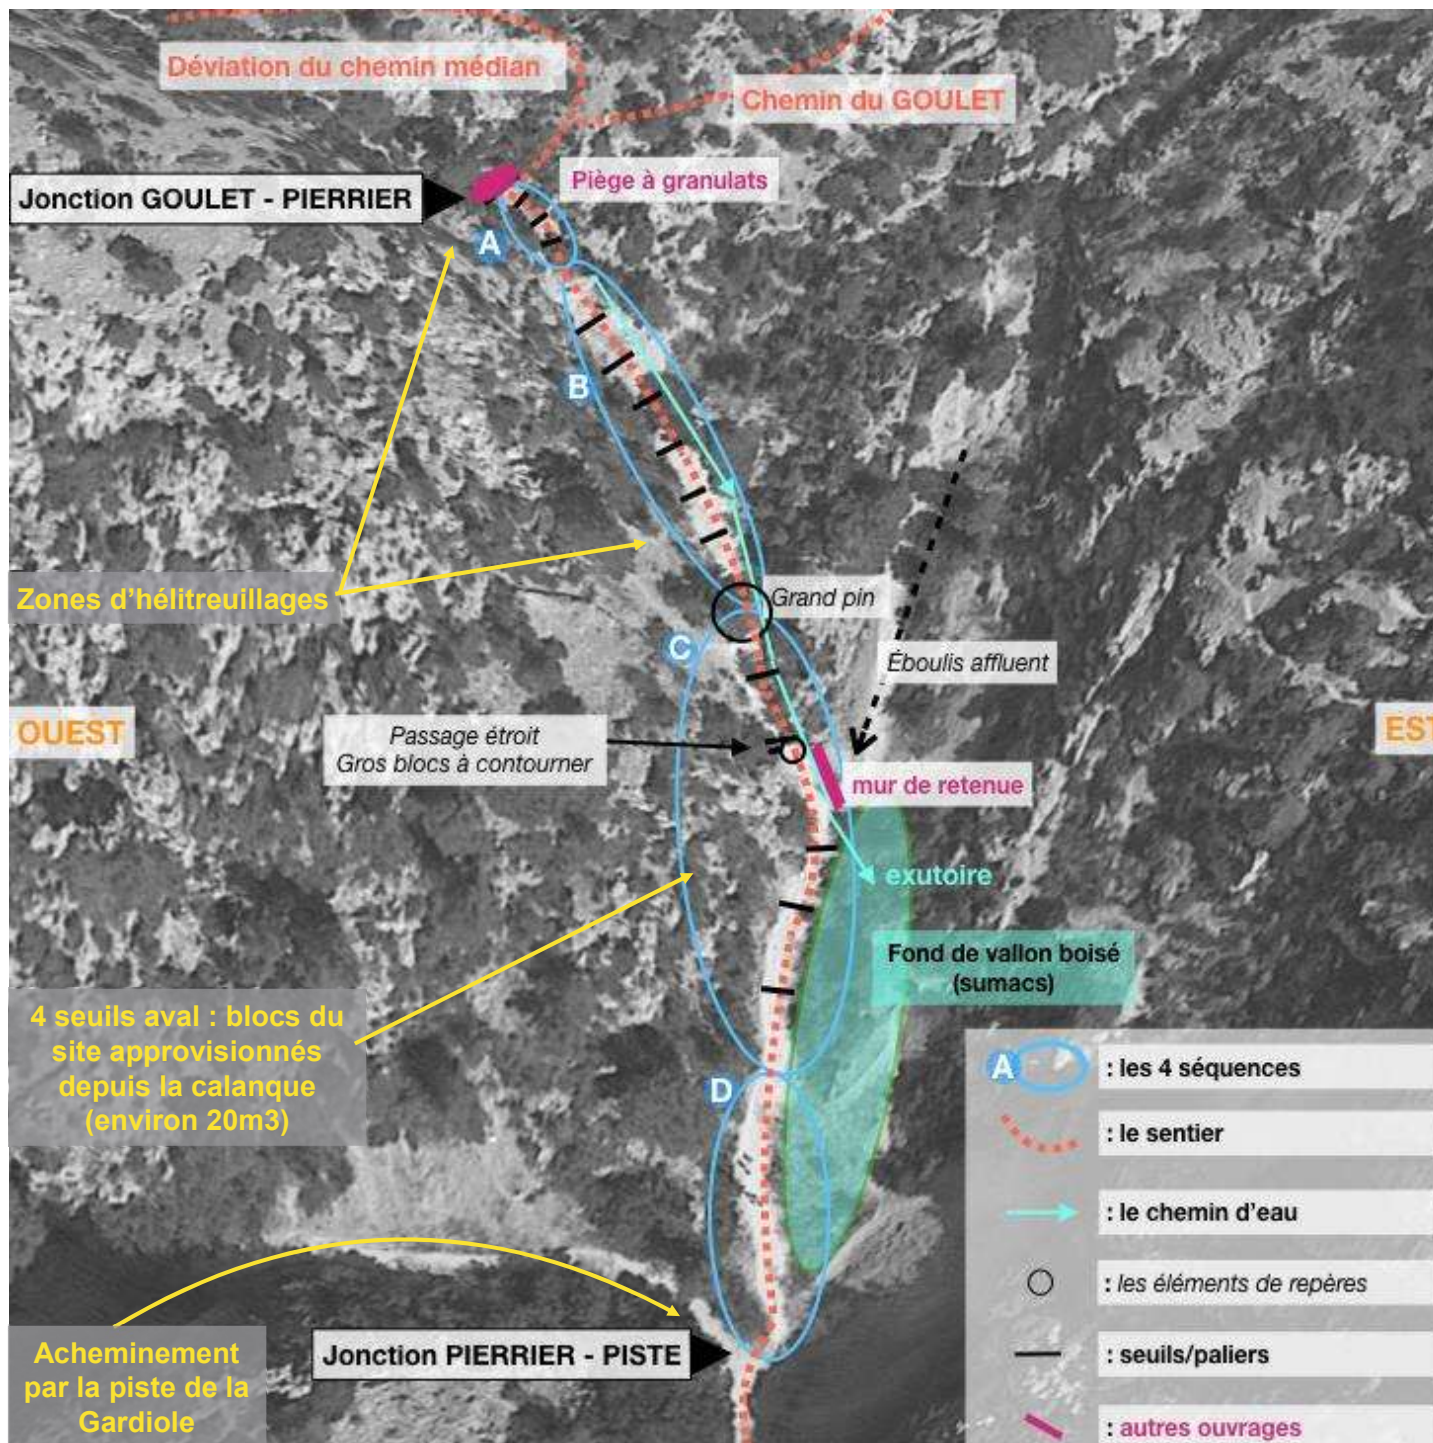 Déviation du chemin médian
Chemin du GOULET
Piège à granulats
Jonction GOULET - PIERRIER
A
B
Zones d'hélitreuillages
Grand pin
C
Éboulis affluent
OUEST
EST
Passage étroit
Gros blocs à contourner
mur de retenue
exutoire
Fond de vallon boisé
(sumacs)
4 seuils aval : blocs du
site approvisionnés
depuis la calanque
(environ 20m3)
D
A : les 4 séquences
: le sentier
: le chemin d'eau
: les éléments de repères
: seuils/paliers
: autres ouvrages
Jonction PIERRIER - PISTE
Acheminement
par la piste de la
Gardiole